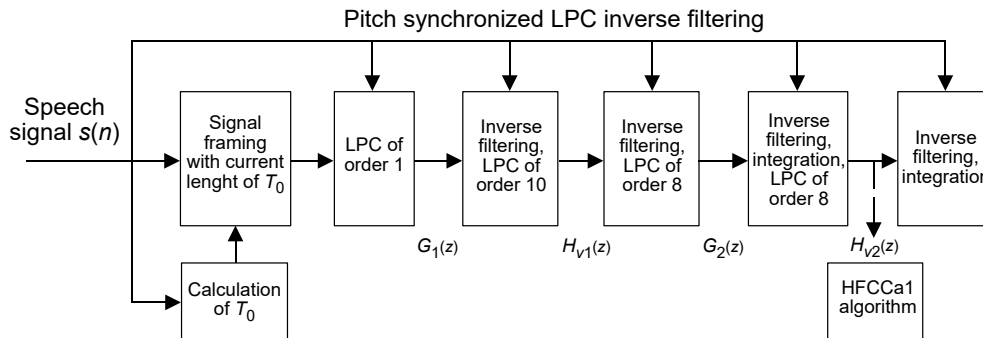 Pitch synchronized LPC inverse filtering
Speech
signal s(n)
Signal
framing
with current
lenght of T0
LPC of
order 1
Inverse
filtering,
LPC of
order 10
Inverse
filtering,
LPC of
order 8
Inverse
filtering,
integration,
LPC of
order 8
Inverse
filtering,
integration
G1(z)
Hv1(z)
G2(z)
Hv2(z)
Calculation
of T0
HFCCa1
algorithm